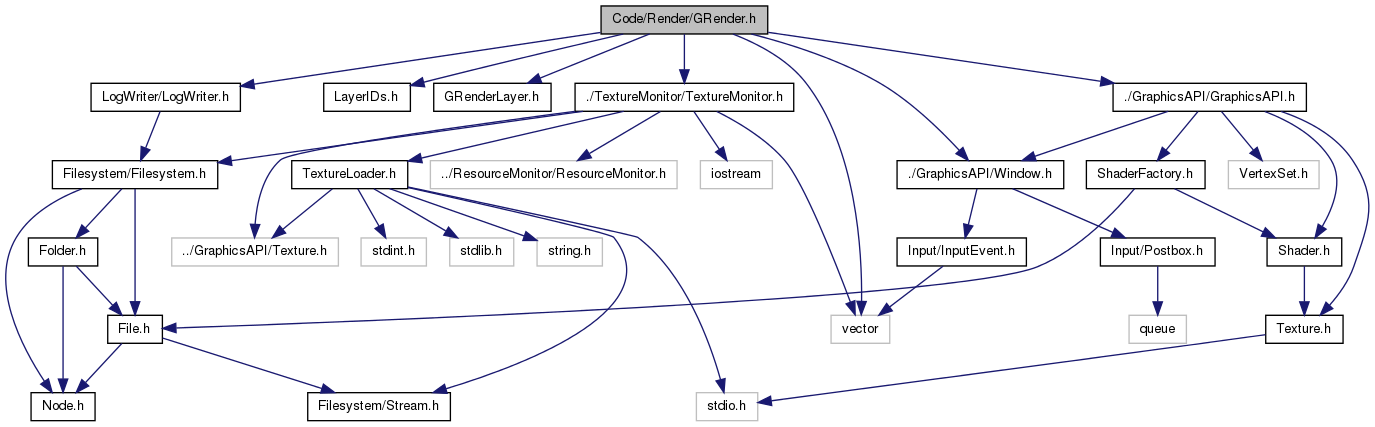 Code/Render/GRender.h
LogWriter/LogWriter.h
LayerIDs.h
GRenderLayer.h
./TextureMonitor/TextureMonitor.h
./GraphicsAPI/GraphicsAPI.h
Filesystem/Filesystem.h
TextureLoader.h
../ResourceMonitor/ResourceMonitor.h
iostream
./GraphicsAPI/Window.h
ShaderFactory.h
VertexSet.h
Folder.h
../GraphicsAPI/Texture.h
stdint.h
stdlib.h
string.h
Input/InputEvent.h
Input/Postbox.h
Shader.h
File.h
vector
queue
Texture.h
Node.h
Filesystem/Stream.h
stdio.h